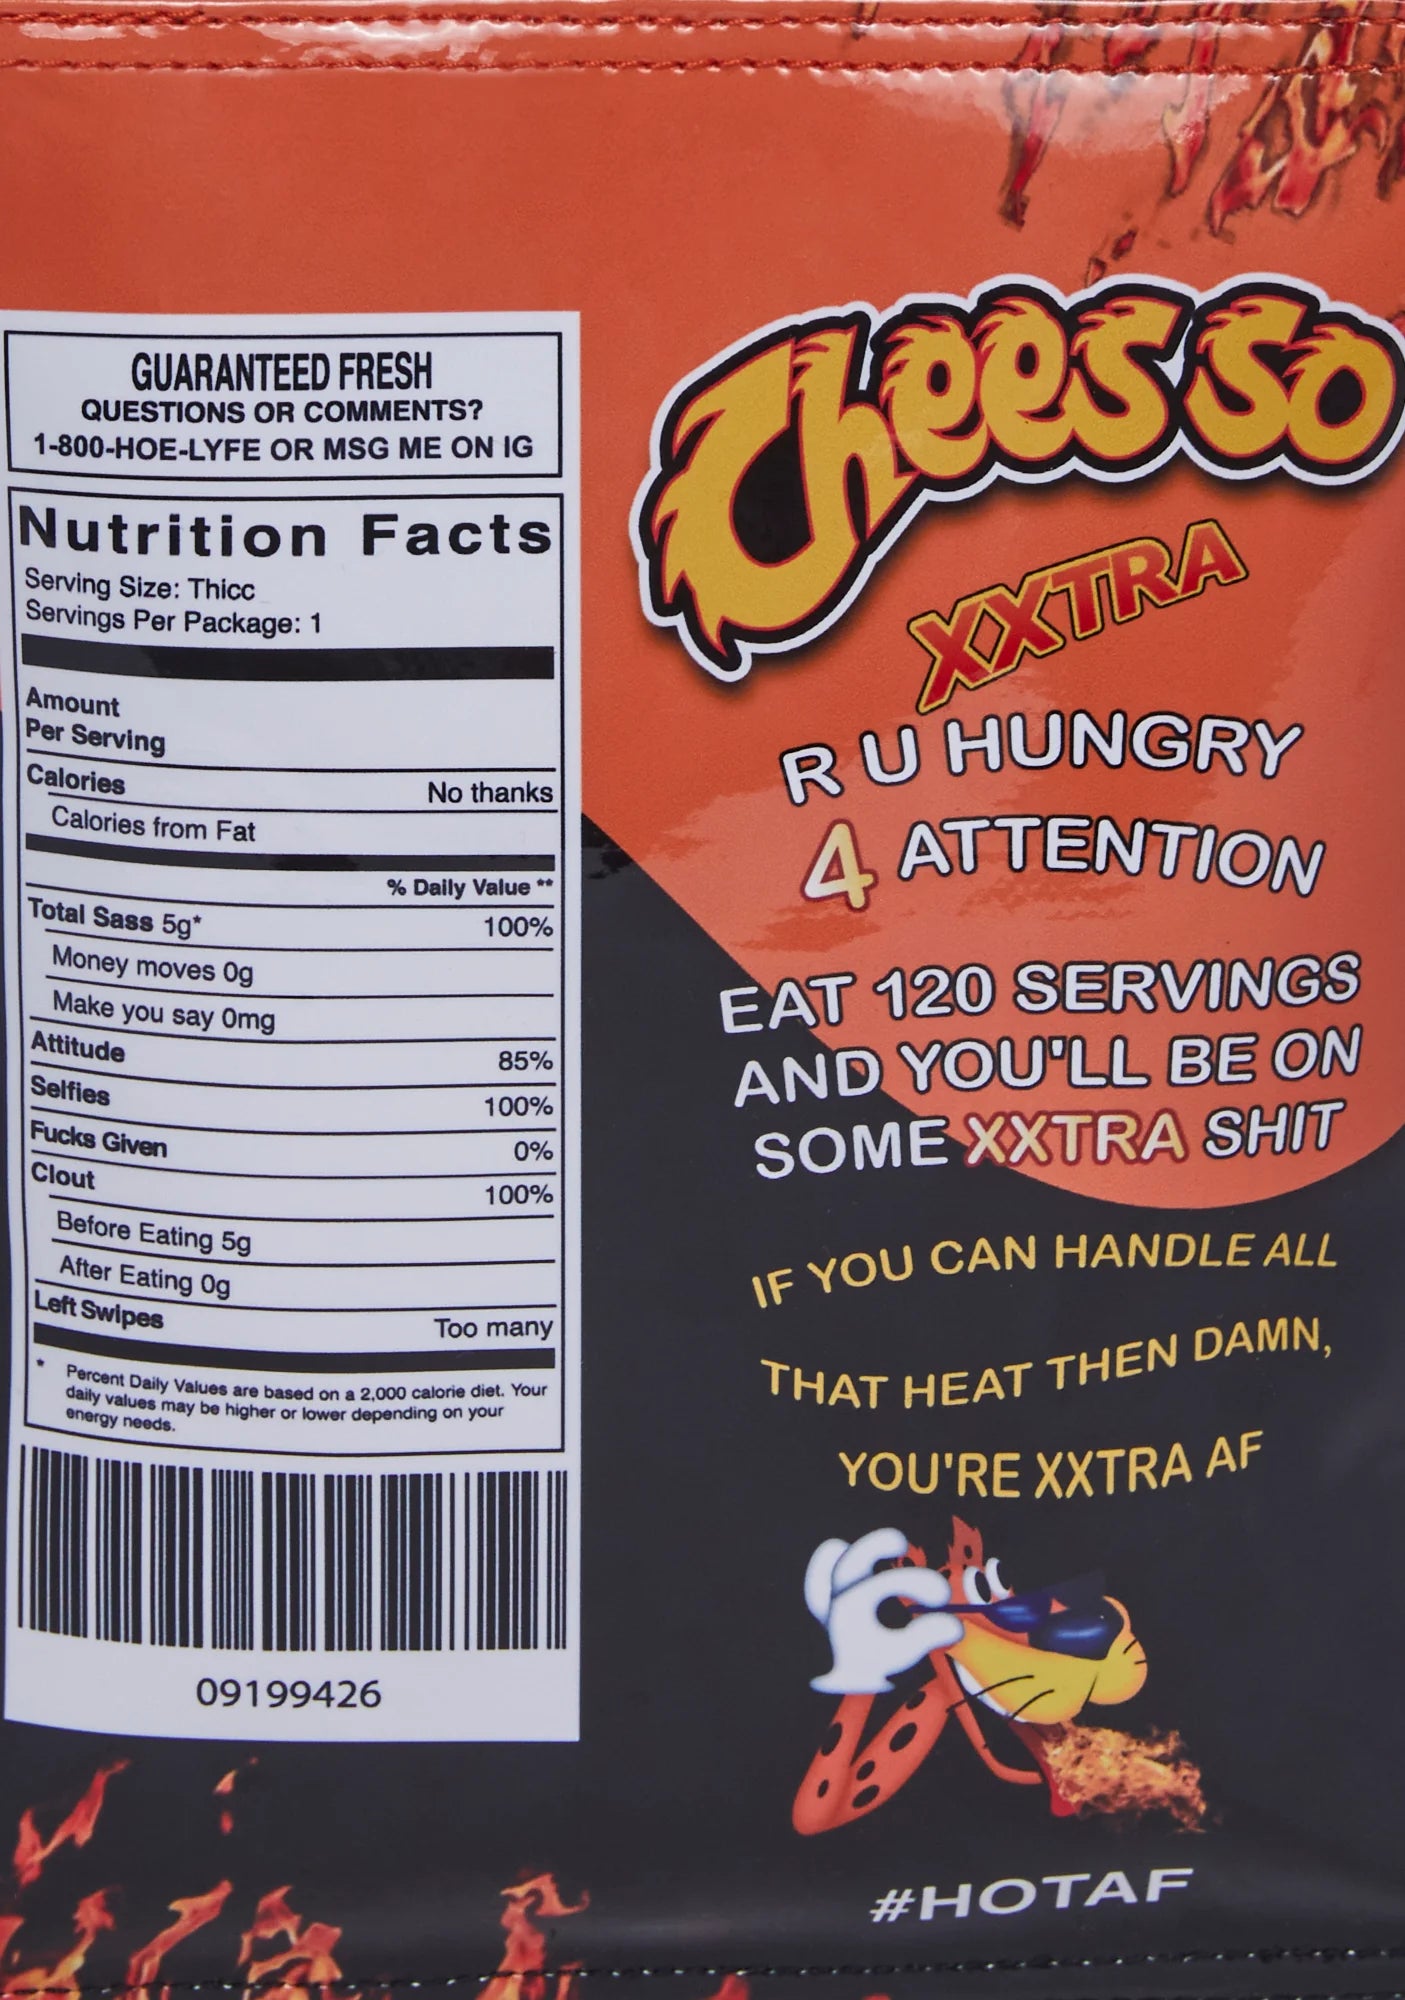 GUARANTEED FRESH
QUESTIONS OR COMMENTS?
1-800-HOE-LYFE OR MSG ME ON IG
Nutrition Facts
Serving Size: Thicc
Servings Per Package: 1
Amount
Per Serving
Calories No thanks
Calories from Fat
% Daily Value **
Total Sass 5g* 100%
Money moves 0g
Make you say 0mg
Attitude 85%
Selfies 100%
Fucks Given 0%
Clout 100%
Before Eating 5g
After Eating 0g
Left Swipes Too many
* Percent Daily Values are based on a 2,000 calorie diet. Your
daily values may be higher or lower depending on your
energy needs.
09199426
Cheesso
XXTRA
R U HUNGRY
4 ATTENTION
EAT 120 SERVINGS
AND YOU'LL BE ON
SOME XXTRA SHIT
IF YOU CAN HANDLE ALL
THAT HEAT THEN DAMN,
YOU'RE XXTRA AF
#HOTAF